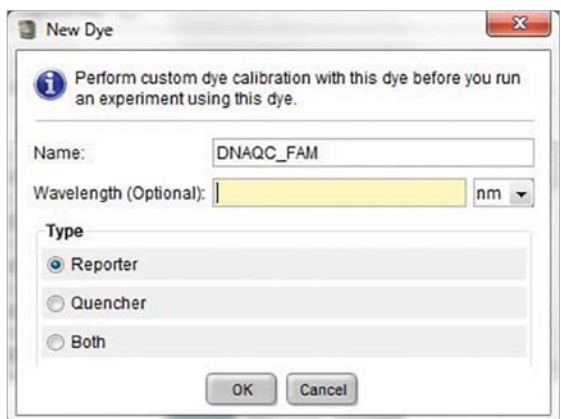 New Dye
Perform custom dye calibration with this dye before you run
an experiment using this dye.
Name: DNAQC_FAM
Wavelength (Optional): nm
Type
Reporter
Quencher
Both
OK Cancel